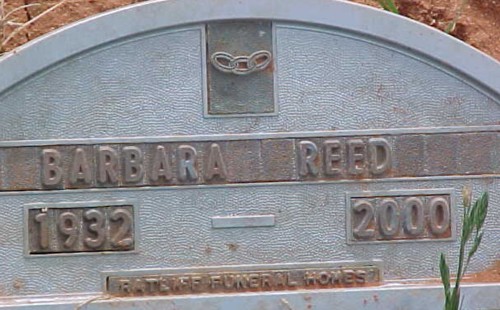 BARBARA REED
1932 - 2000
RATLIFF FUNERAL HOMES